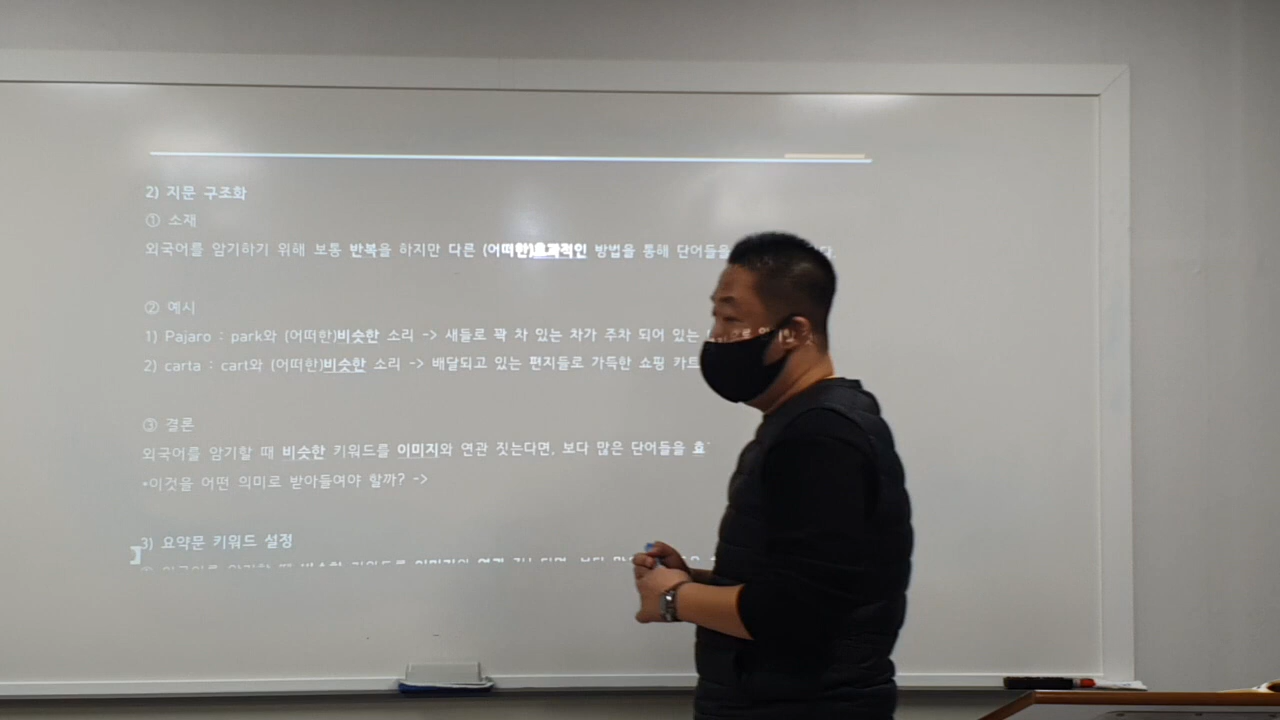 2) 지문 구조화
① 소재
외국어를 암기하기 위해 보통 반복을 하지만 다른 (어떠한)효과적인 방법을 통해 단어들을
② 예시
1) Pajaro : park와 (어떠한)비슷한 소리 -> 새들로 꽉 차 있는 차가 주차 되어 있는
2) carta : cart와 (어떠한)비슷한 소리 -> 배달되고 있는 편지들로 가득한 쇼핑 카트
③ 결론
외국어를 암기할 때 비슷한 키워드를 이미지와 연관 짓는다면, 보다 많은 단어들을
*이것을 어떤 의미로 받아들여야 할까? ->
3) 요약문 키워드 설정